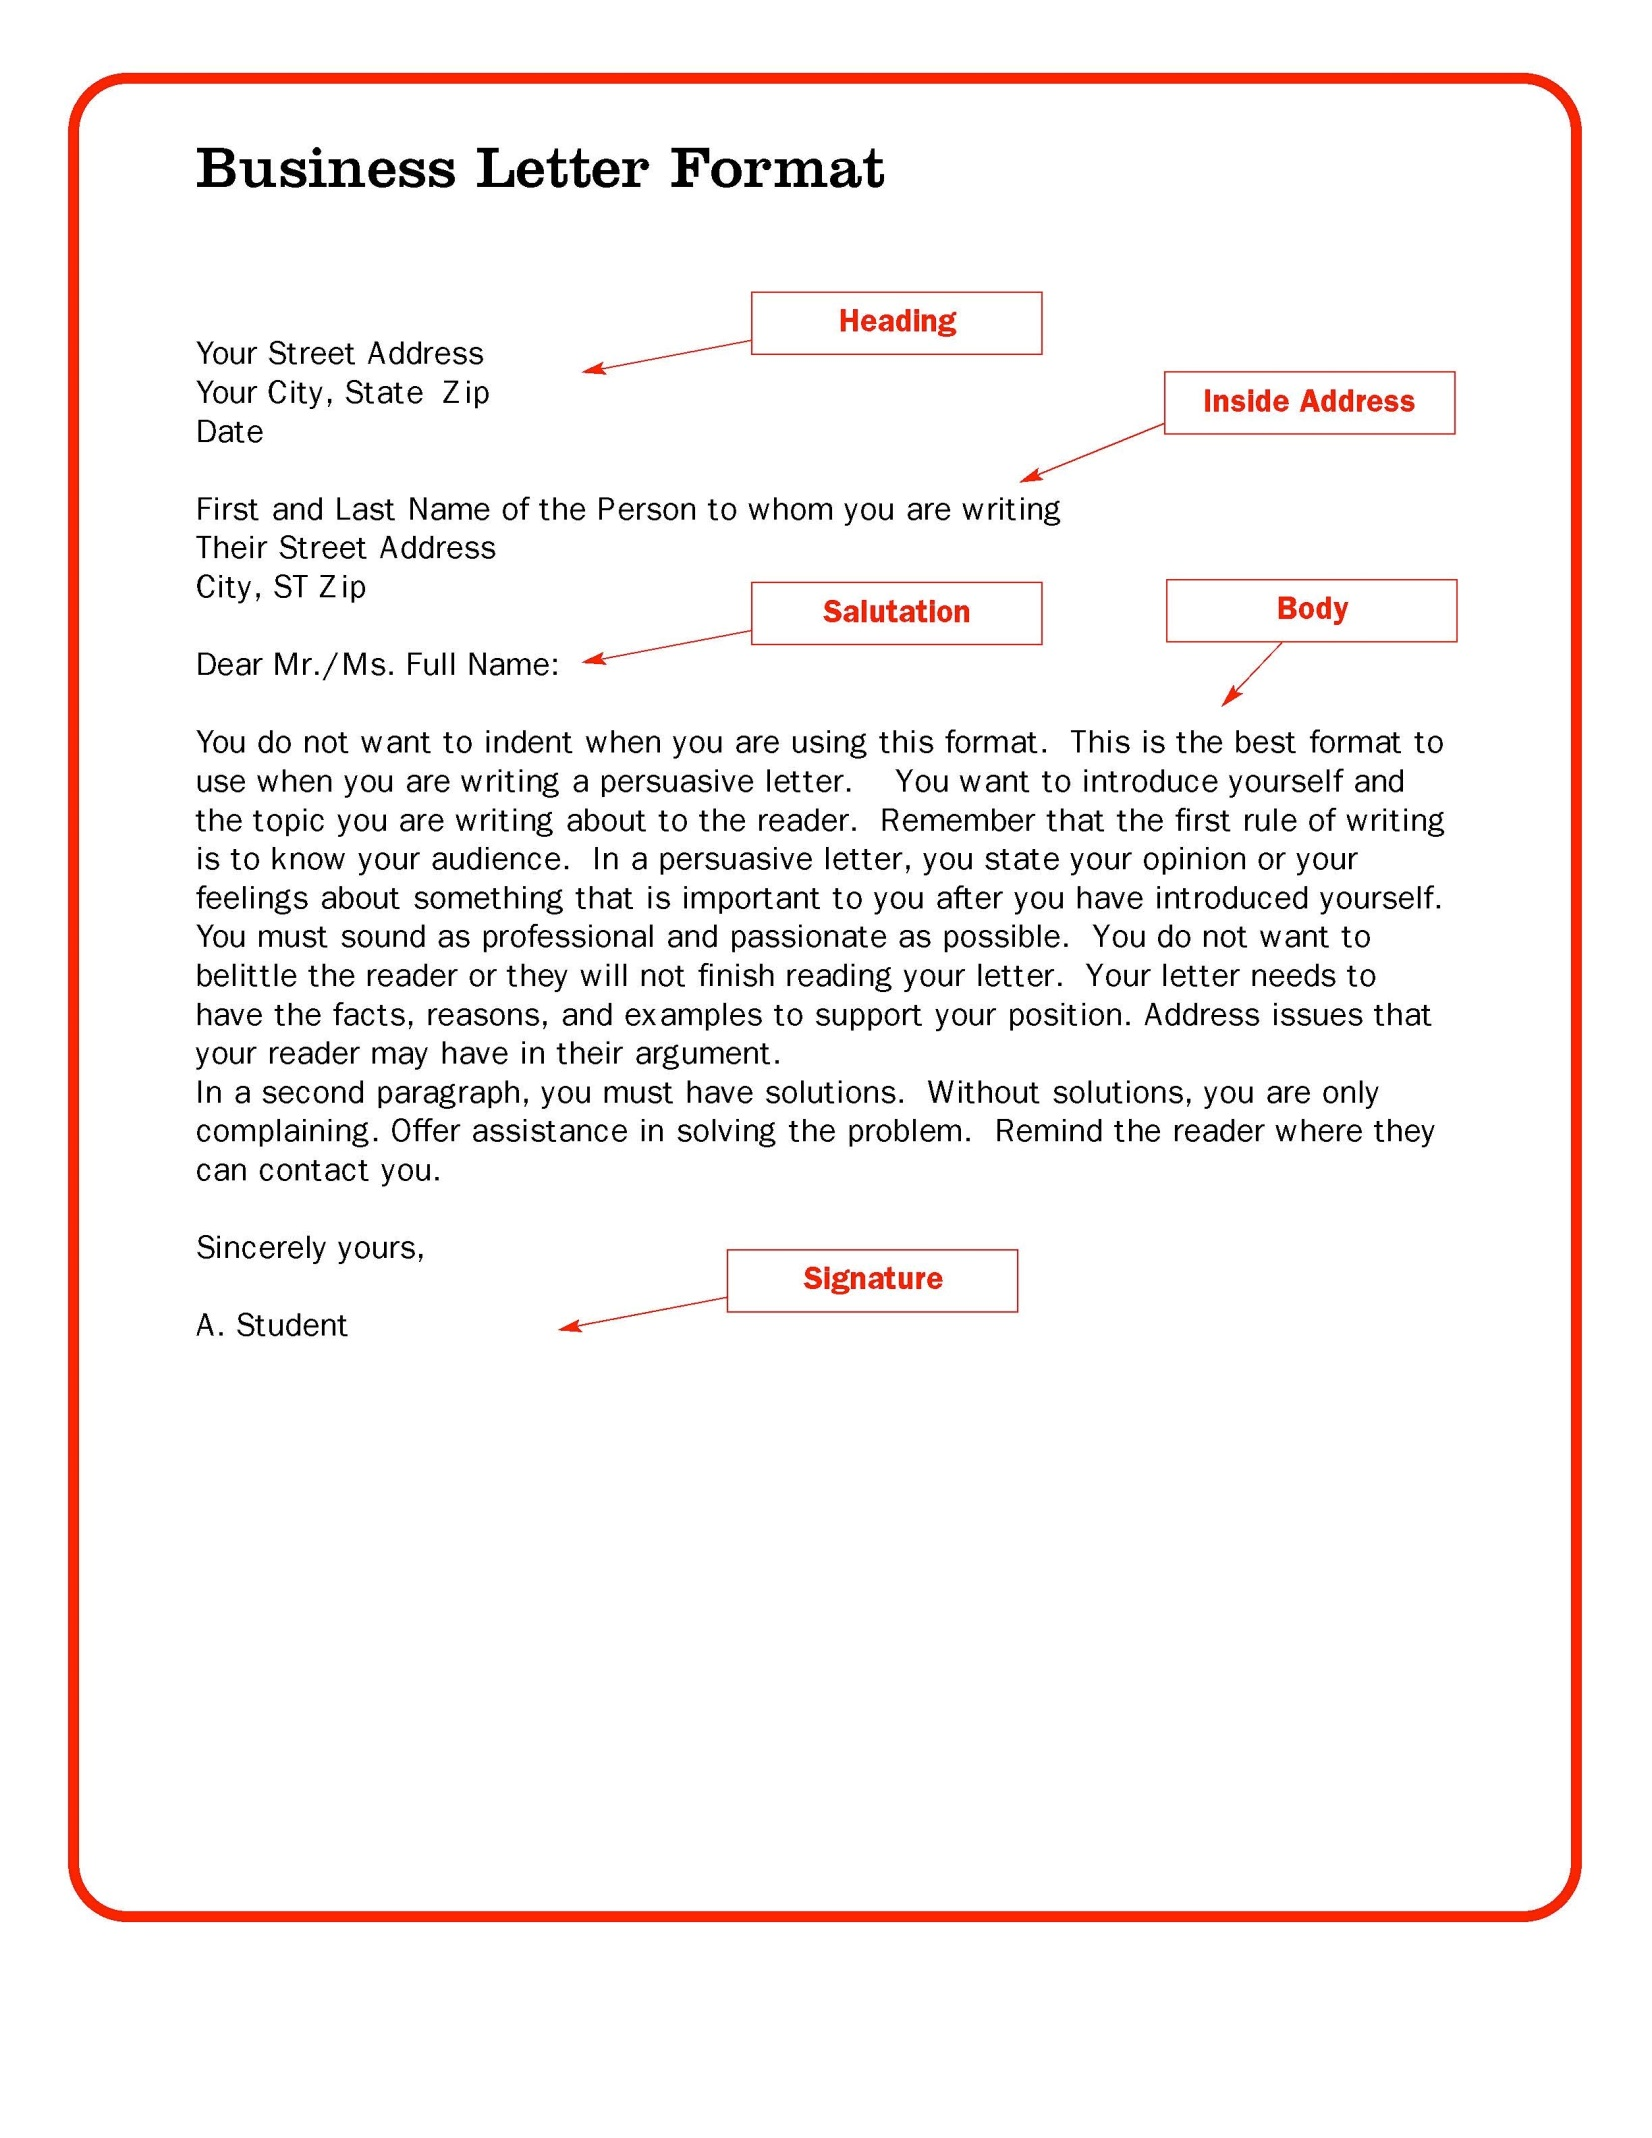 Business Letter Format
Heading
Your Street Address
Your City, State  Zip
Inside Address
Date
First and Last Name of the Person to whom you are writing
Their Street Address
City, ST Zip
Salutation
Body
Dear Mr./Ms. Full Name:
You do not want to indent when you are using this format.  This is the best format to
use when you are writing a persuasive letter.    You want to introduce yourself and
the topic you are writing about to the reader.  Remember that the first rule of writing
is to know your audience.  In a persuasive letter, you state your opinion or your
feelings about something that is important to you after you have introduced yourself.
You must sound as professional and passionate as possible.  You do not want to
belittle the reader or they will not finish reading your letter.  Your letter needs to
have the facts, reasons, and examples to support your position. Address issues that
your reader may have in their argument.
In a second paragraph, you must have solutions.  Without solutions, you are only
complaining. Offer assistance in solving the problem.  Remind the reader where they
can contact you.
Sincerely yours,
Signature
A. Student